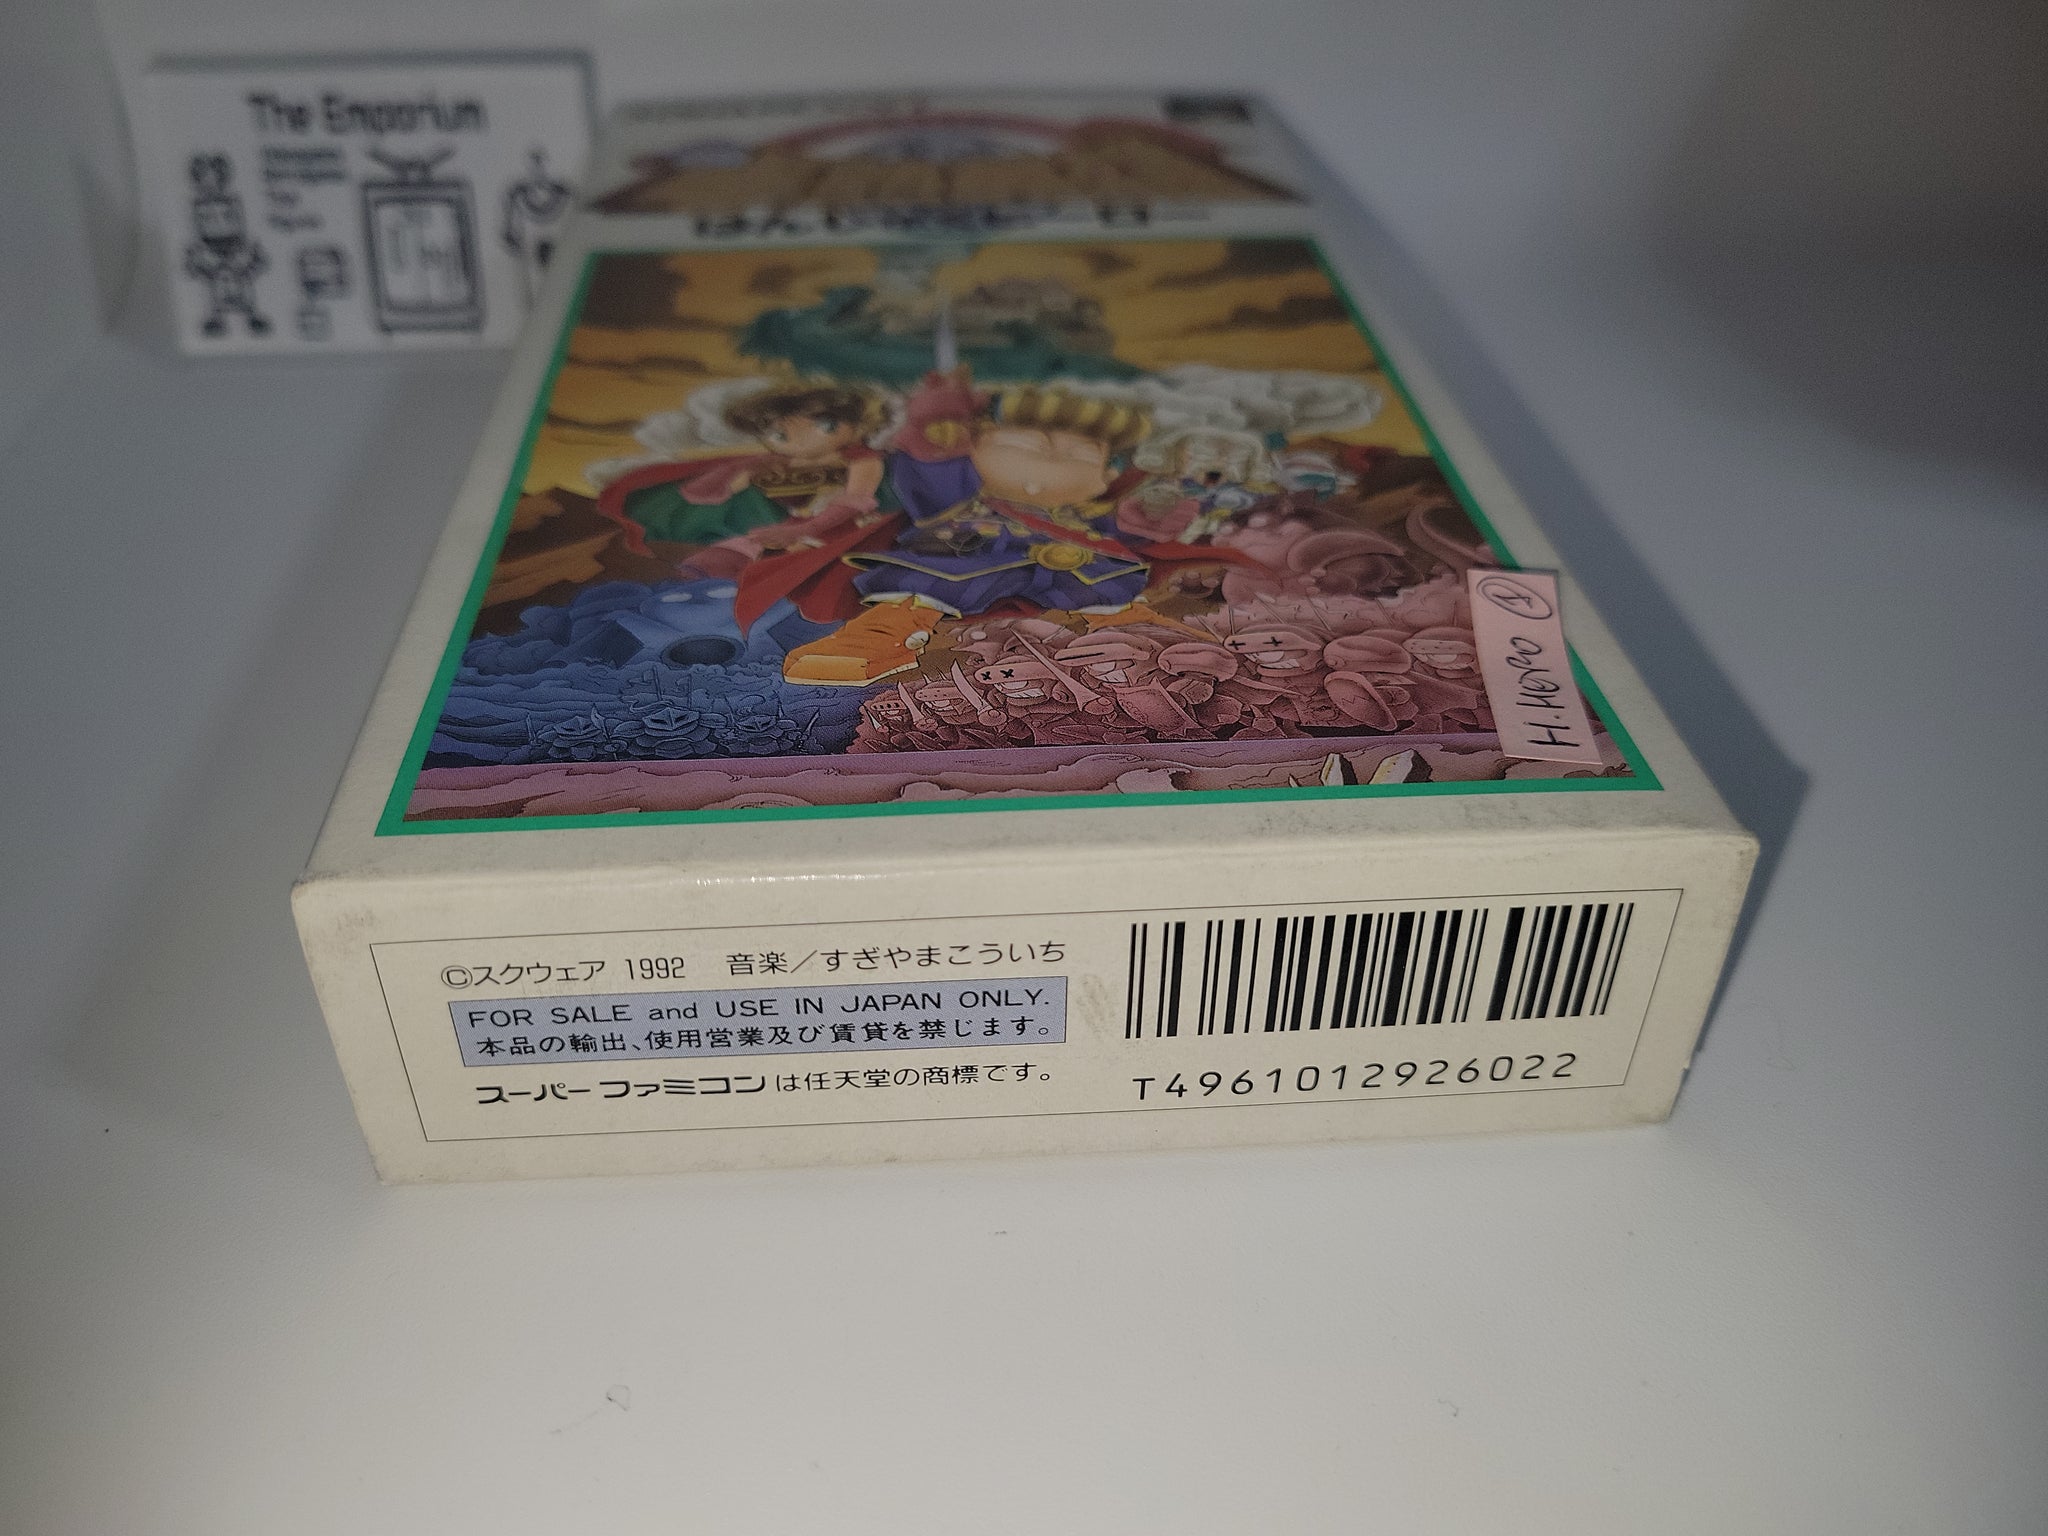 The Emporium
H.HERO ①
©スクウェア 1992 音楽/すぎやまこういち
FOR SALE and USE IN JAPAN ONLY.
本品の輸出、使用営業及び賃貸を禁じます。
スーパーファミコンは任天堂の商標です。
T4961012926022